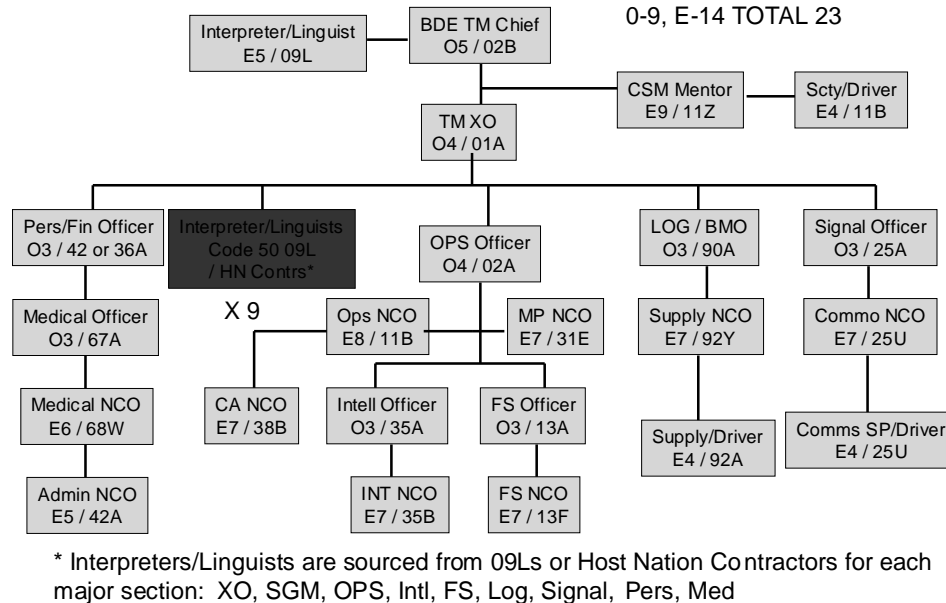 0-9, E-14 TOTAL 23
Interpreter/Linguist
E5 / 09L
BDE TM Chief
O5 / 02B
CSM Mentor
E9 / 11Z
Scty/Driver
E4 / 11B
TM XO
O4 / 01A
Pers/Fin Officer
O3 / 42 or 36A
Interpreter/Linguists
Code 50 09L
/ HN Contrs*
X 9
OPS Officer
O4 / 02A
LOG / BMO
O3 / 90A
Signal Officer
O3 / 25A
Medical Officer
O3 / 67A
Ops NCO
E8 / 11B
MP NCO
E7 / 31E
Supply NCO
E7 / 92Y
Commo NCO
E7 / 25U
Medical NCO
E6 / 68W
CA NCO
E7 / 38B
Intell Officer
O3 / 35A
FS Officer
O3 / 13A
Supply/Driver
E4 / 92A
Comms SP/Driver
E4 / 25U
Admin NCO
E5 / 42A
INT NCO
E7 / 35B
FS NCO
E7 / 13F
* Interpreters/Linguists are sourced from 09Ls or Host Nation Contractors for each
major section: XO, SGM, OPS, Intl, FS, Log, Signal, Pers, Med